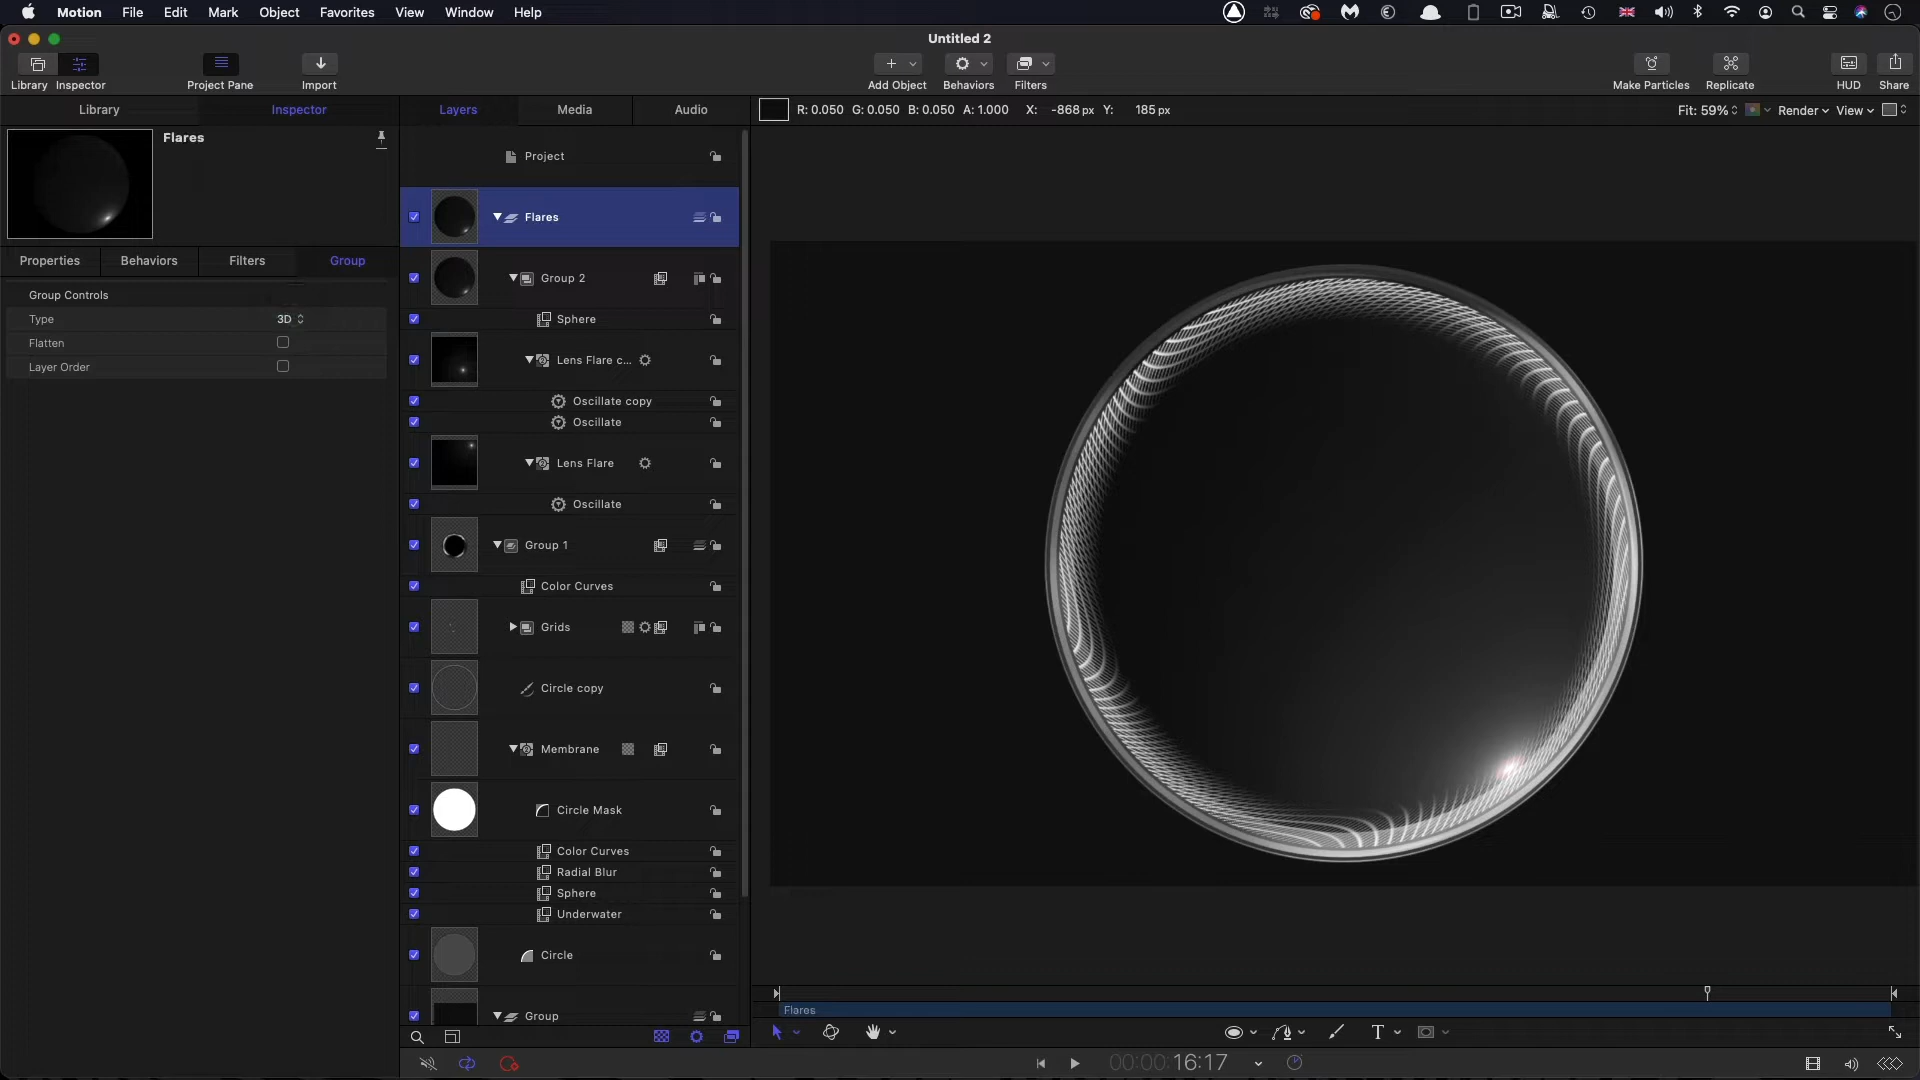 Motion File Edit Mark Object Favorites View Window Help
Untitled 2
Library Inspector Project Pane Import Add Object Behaviors Filters Make Particles Replicate HUD Share
Library Inspector Layers Media Audio
R: 0.050 G: 0.050 B: 0.050 A: 1.000 X: -868 px Y: 185 px
Fit: 59% Render View
Flares
Properties Behaviors Filters Group
Group Controls
Type 3D
Flatten
Layer Order
Project
Flares
Group 2
Sphere
Lens Flare c...
Oscillate copy
Oscillate
Lens Flare
Oscillate
Group 1
Color Curves
Grids
Circle copy
Membrane
Circle Mask
Color Curves
Radial Blur
Sphere
Underwater
Circle
Group
Flares
T
00:00:16:17